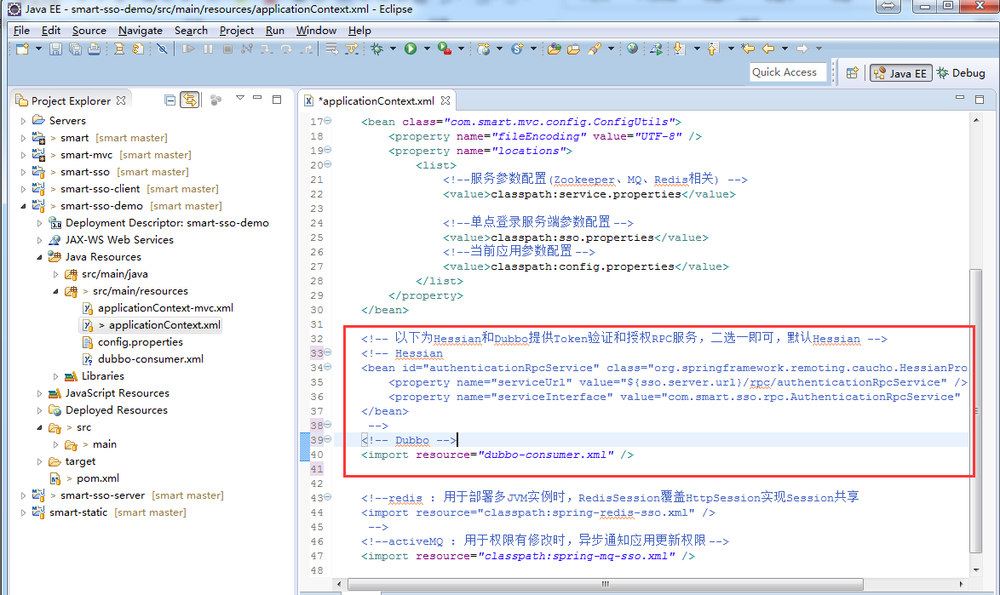 Java EE - smart-sso-demo/src/main/resources/applicationContext.xml - Eclipse
File Edit Source Navigate Search Project Run Window Help
Quick Access
Java EE
Debug
Project Explorer
Servers
> smart [smart master]
> smart-mvc [smart master]
> smart-sso [smart master]
> smart-sso-client [smart master]
> smart-sso-demo [smart master]
Deployment Descriptor: smart-sso-demo
JAX-WS Web Services
Java Resources
src/main/java
> src/main/resources
applicationContext-mvc.xml
> applicationContext.xml
config.properties
dubbo-consumer.xml
Libraries
JavaScript Resources
Deployed Resources
> src
> main
target
> pom.xml
> smart-sso-server [smart master]
smart-static [smart master]
*applicationContext.xml
17 <bean class="com.smart.mvc.config.ConfigUtils">
18 <property name="fileEncoding" value="UTF-8" />
19 <property name="locations">
20 <list>
21 <!--服务参数配置(Zookeeper、MQ、Redis相关) -->
22 <value>classpath:service.properties</value>
23
24 <!--单点登录服务端参数配置 -->
25 <value>classpath:sso.properties</value>
26 <!--当前应用参数配置 -->
27 <value>classpath:config.properties</value>
28 </list>
29 </property>
30 </bean>
31
32 <!-- 以下为Hessian和Dubbo提供Token验证和授权RPC服务，二选一即可，默认Hessian -->
33 <!-- Hessian
34 <bean id="authenticationRpcService" class="org.springframework.remoting.caucho.HessianPro
35 <property name="serviceUrl" value="${sso.server.url}/rpc/authenticationRpcService" />
36 <property name="serviceInterface" value="com.smart.sso.rpc.AuthenticationRpcService"
37 </bean>
38 -->
39 <!-- Dubbo -->
40 <import resource="dubbo-consumer.xml" />
41
42
43 <!--redis : 用于部署多JVM实例时，RedisSession覆盖HttpSession实现Session共享
44 <import resource="classpath:spring-redis-sso.xml" />
45 -->
46 <!--activeMQ : 用于权限有修改时，异步通知应用更新权限 -->
47 <import resource="classpath:spring-mq-sso.xml" />
48